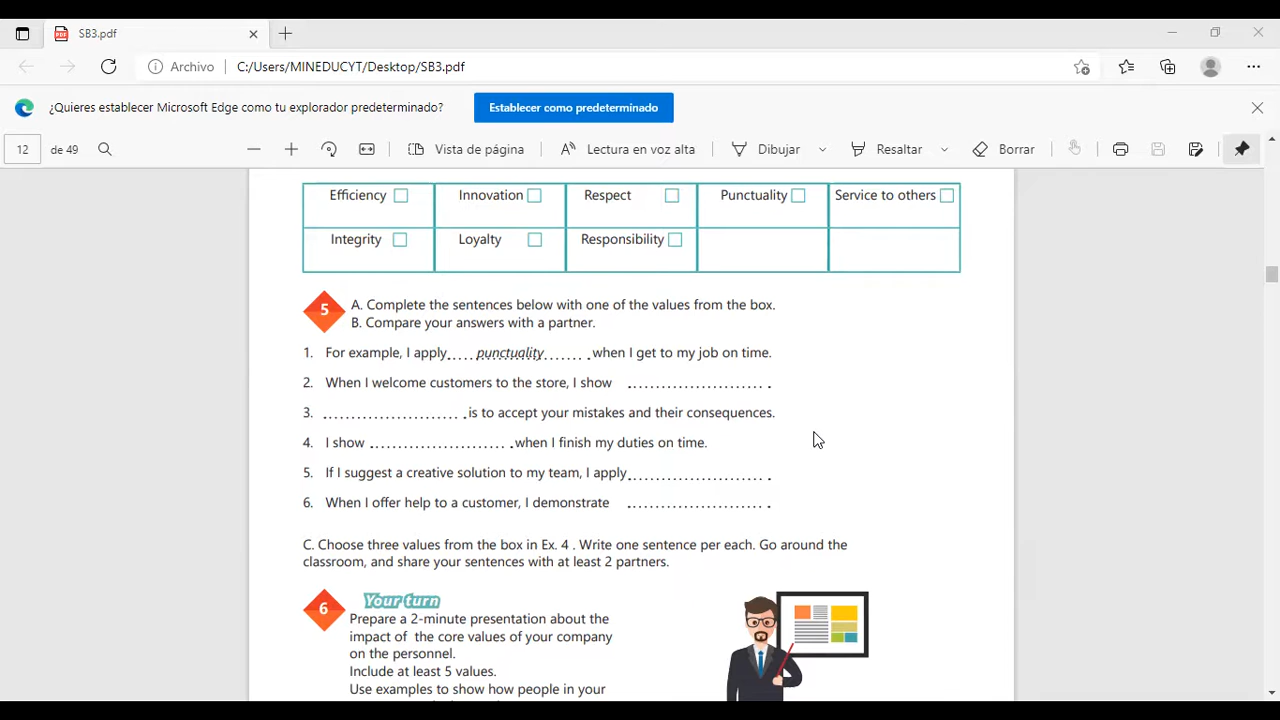 SB3.pdf
Archivo C:/Users/MINEDUCYT/Desktop/SB3.pdf
¿Quieres establecer Microsoft Edge como tu explorador predeterminado? Establecer como predeterminado
12 de 49 Vista de página Lectura en voz alta Dibujar Resaltar Borrar
Efficiency Innovation Respect Punctuality Service to others
Integrity Loyalty Responsibility
5 A. Complete the sentences below with one of the values from the box.
B. Compare your answers with a partner.
1. For example, I apply.....punctuality....... .when I get to my job on time.
2. When I welcome customers to the store, I show ........................ .
3. ........................ .is to accept your mistakes and their consequences.
4. I show ........................ .when I finish my duties on time.
5. If I suggest a creative solution to my team, I apply........................ .
6. When I offer help to a customer, I demonstrate ........................ .
C. Choose three values from the box in Ex. 4 . Write one sentence per each. Go around the
classroom, and share your sentences with at least 2 partners.
6 Your turn
Prepare a 2-minute presentation about the
impact of the core values of your company
on the personnel.
Include at least 5 values.
Use examples to show how people in your